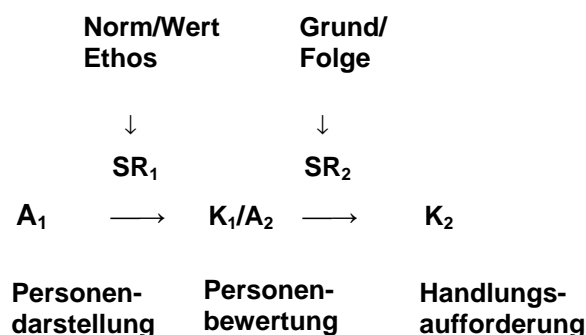 Norm/Wert Grund/
Ethos Folge
↓ ↓
SR₁ SR₂
A₁ ⟶ K₁/A₂ ⟶ K₂
Personen- Personen- Handlungs-
darstellung bewertung aufforderung